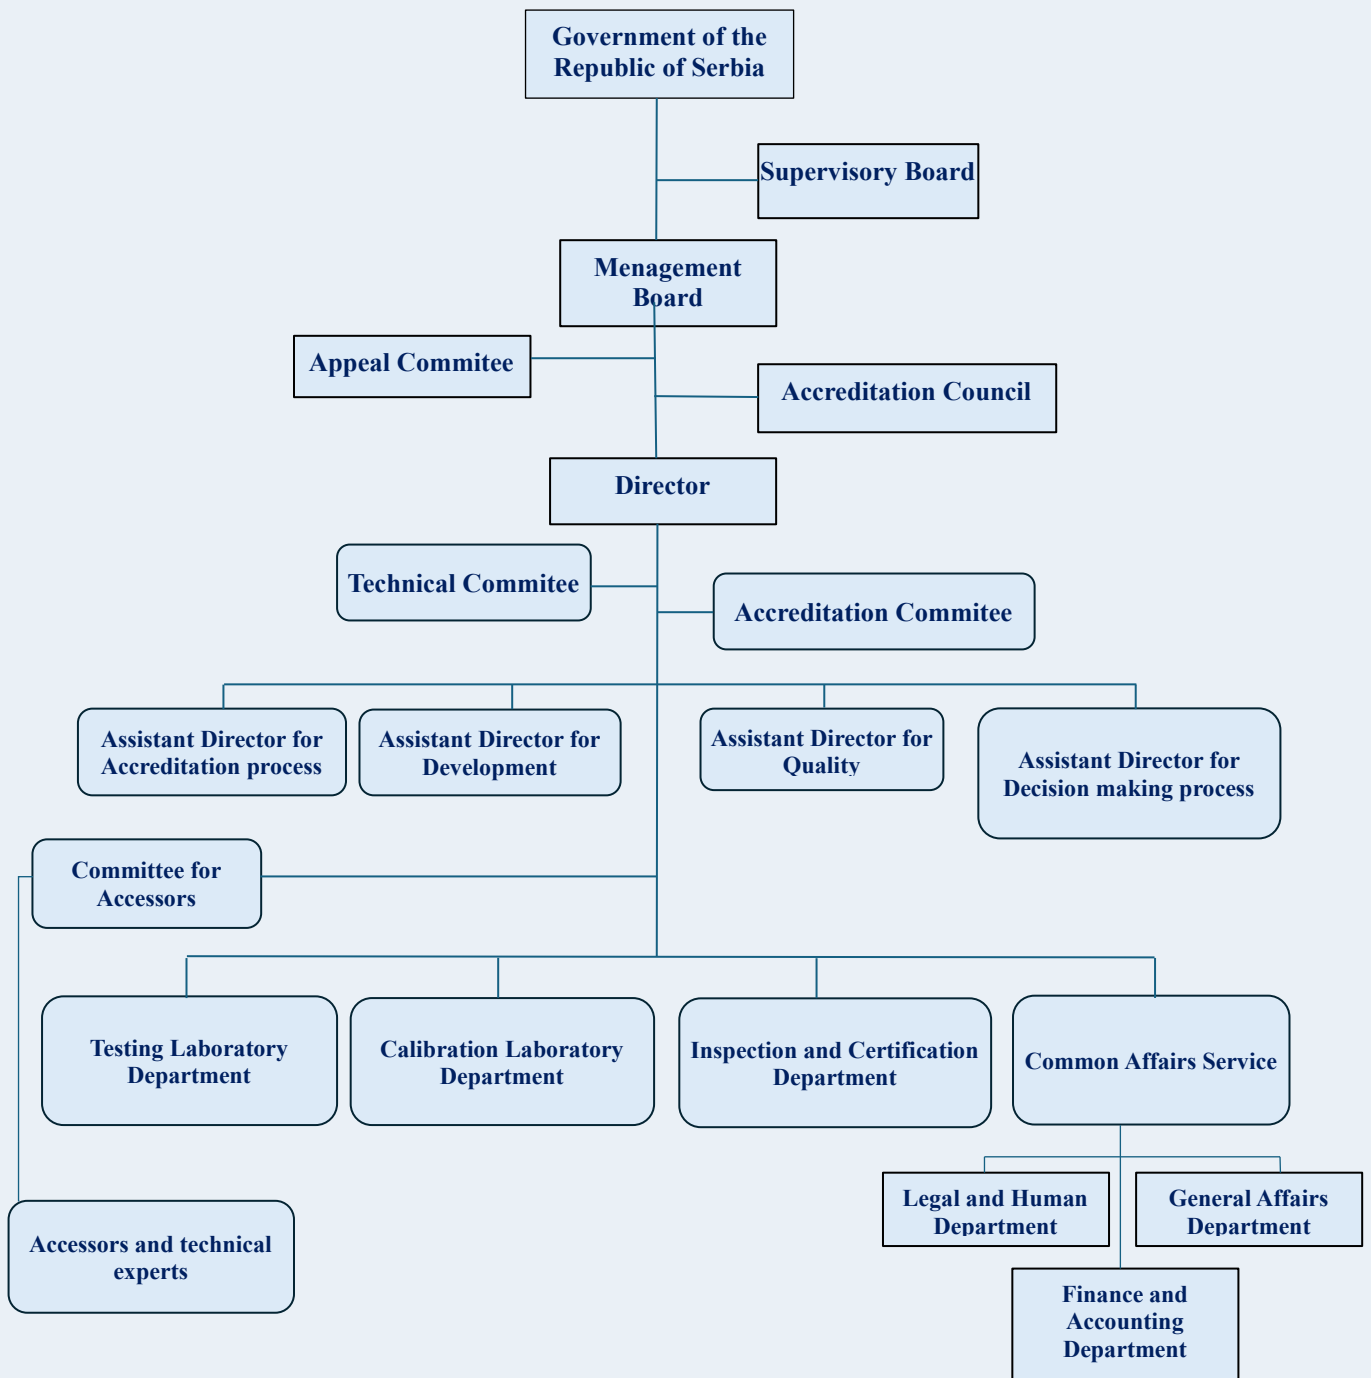 Government of the
Republic of Serbia
Supervisory Board
Menagement
Board
Appeal Commitee
Accreditation Council
Director
Technical Commitee
Accreditation Commitee
Assistant Director for
Accreditation process
Assistant Director for
Development
Assistant Director for
Quality
Assistant Director for
Decision making process
Committee for
Accessors
Testing Laboratory
Department
Calibration Laboratory
Department
Inspection and Certification
Department
Common Affairs Service
Legal and Human
Department
General Affairs
Department
Accessors and technical
experts
Finance and
Accounting
Department